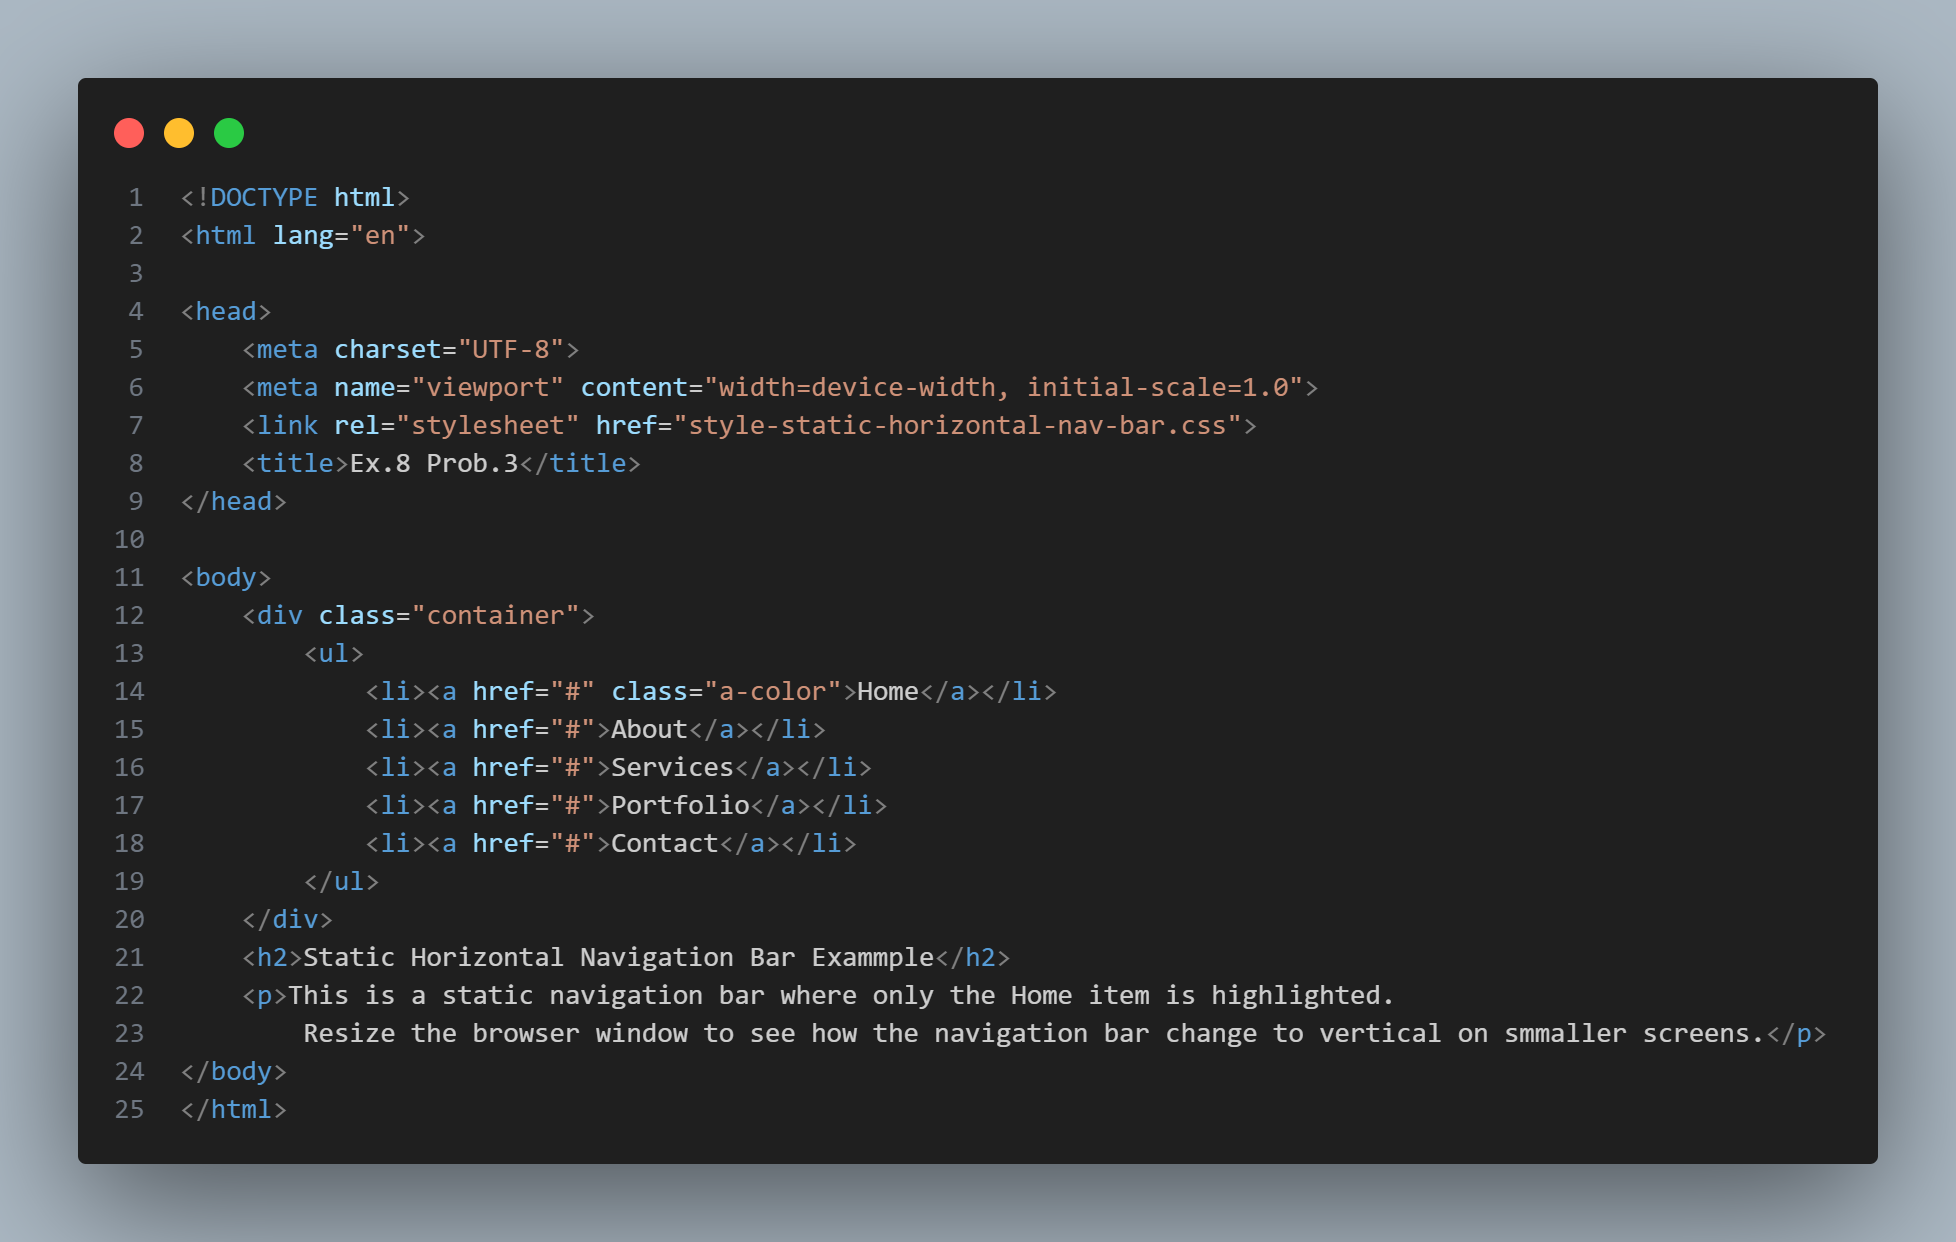 1 <!DOCTYPE html>
2 <html lang="en">
3
4 <head>
5     <meta charset="UTF-8">
6     <meta name="viewport" content="width=device-width, initial-scale=1.0">
7     <link rel="stylesheet" href="style-static-horizontal-nav-bar.css">
8     <title>Ex.8 Prob.3</title>
9 </head>
10
11 <body>
12     <div class="container">
13         <ul>
14             <li><a href="#" class="a-color">Home</a></li>
15             <li><a href="#">About</a></li>
16             <li><a href="#">Services</a></li>
17             <li><a href="#">Portfolio</a></li>
18             <li><a href="#">Contact</a></li>
19         </ul>
20     </div>
21     <h2>Static Horizontal Navigation Bar Exammple</h2>
22     <p>This is a static navigation bar where only the Home item is highlighted.
23         Resize the browser window to see how the navigation bar change to vertical on smmaller screens.</p>
24 </body>
25 </html>